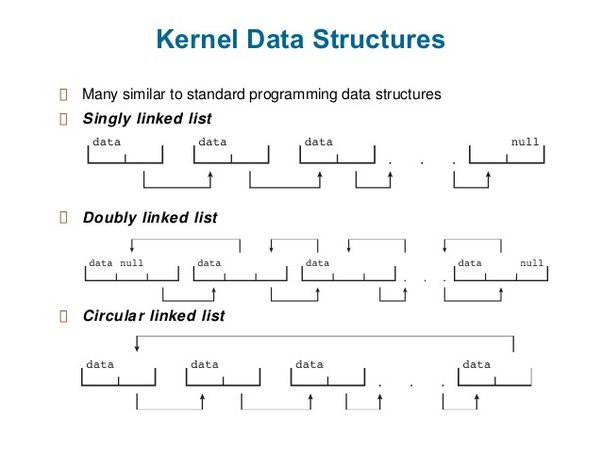 Kernel Data Structures
Many similar to standard programming data structures
Singly linked list
data data data . . . null
Doubly linked list
data null data data . . . data null
Circular linked list
data data data . . . data